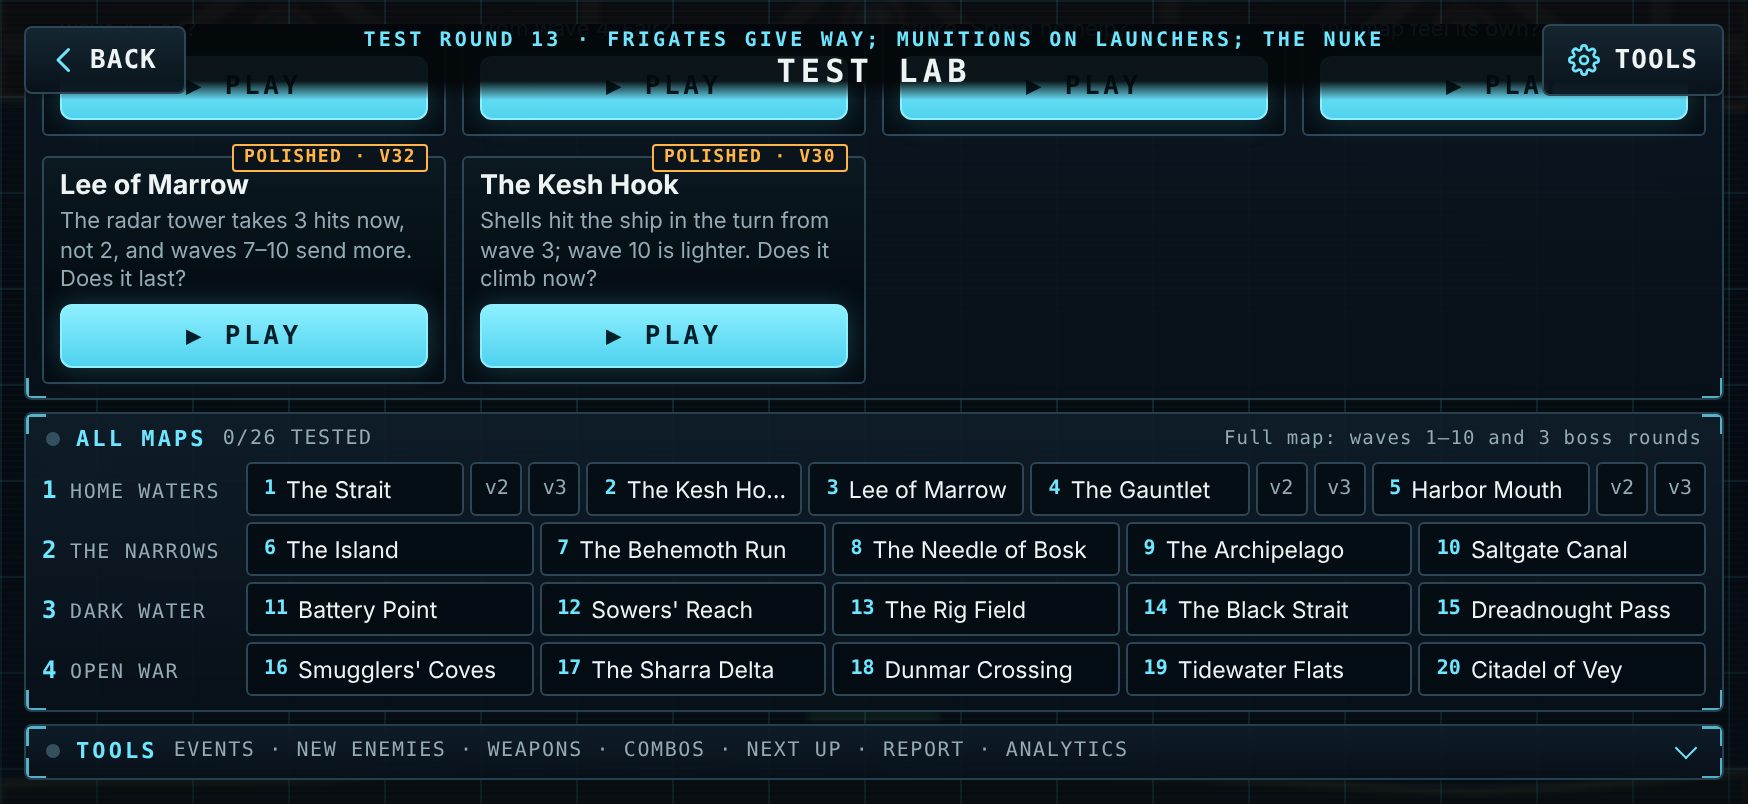 TEST ROUND 13 · FRIGATES GIVE WAY; MUNITIONS ON LAUNCHERS; THE NUKE
BACK
TEST LAB
TOOLS
▶ PLAY
▶ PLAY
▶ PLAY
▶ PLA
POLISHED · V32
Lee of Marrow
The radar tower takes 3 hits now,
not 2, and waves 7–10 send more.
Does it last?
▶ PLAY
POLISHED · V30
The Kesh Hook
Shells hit the ship in the turn from
wave 3; wave 10 is lighter. Does it
climb now?
▶ PLAY
ALL MAPS 0/26 TESTED
Full map: waves 1–10 and 3 boss rounds
1 HOME WATERS 1 The Strait v2 v3 2 The Kesh Ho... 3 Lee of Marrow 4 The Gauntlet v2 v3 5 Harbor Mouth v2 v3
2 THE NARROWS 6 The Island 7 The Behemoth Run 8 The Needle of Bosk 9 The Archipelago 10 Saltgate Canal
3 DARK WATER 11 Battery Point 12 Sowers' Reach 13 The Rig Field 14 The Black Strait 15 Dreadnought Pass
4 OPEN WAR 16 Smugglers' Coves 17 The Sharra Delta 18 Dunmar Crossing 19 Tidewater Flats 20 Citadel of Vey
TOOLS EVENTS · NEW ENEMIES · WEAPONS · COMBOS · NEXT UP · REPORT · ANALYTICS